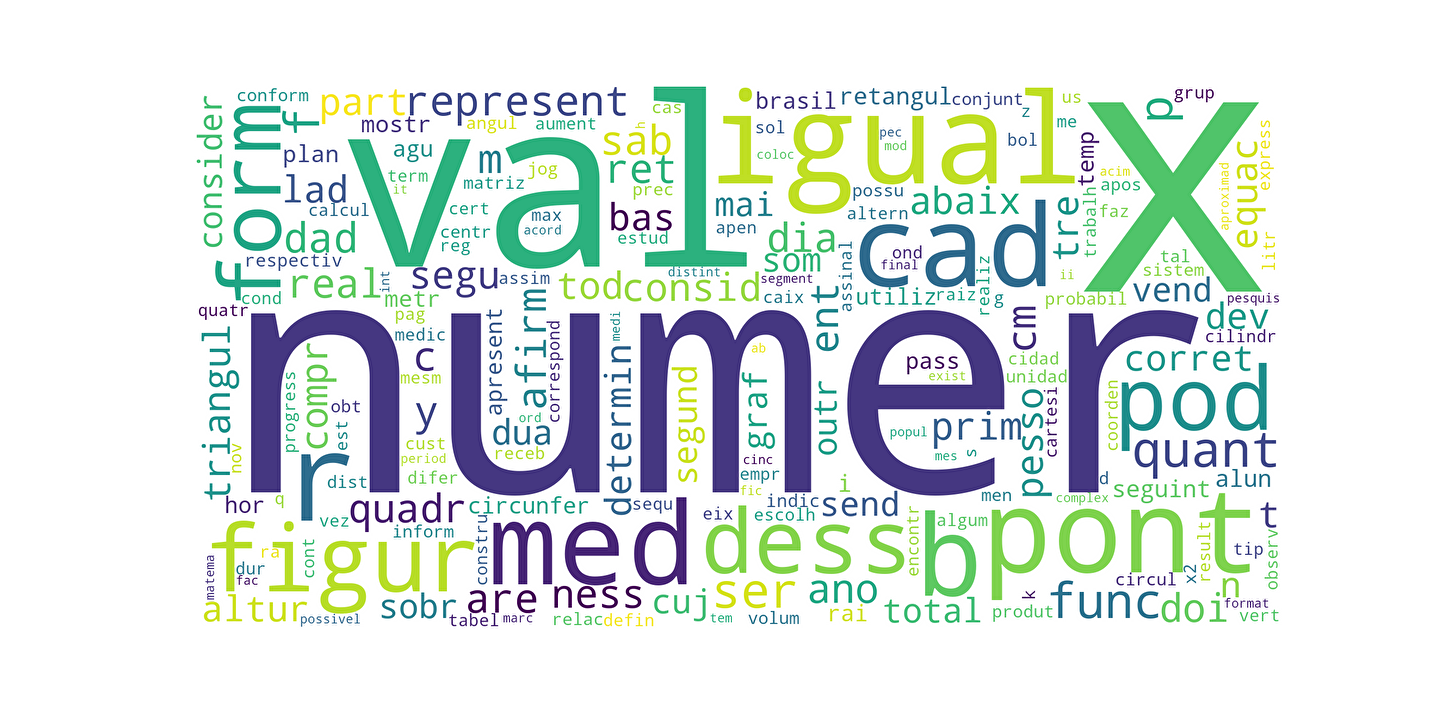 numer
val
x
igual
cad
med
pont
form
figur
dess
b
pod
r
func
represent
part
conform
f
mostr
angul
aument
plan
agu
m
sab
cas
h
brasil
retangul
conjunt
z
us
me
p
grup
sol
pec
mod
bol
temp
coloc
consider
lad
term
it
matriz
jog
ret
prec
possu
abaix
acim
apos
faz
aproximad
equac
express
calcul
cert
max
acord
bas
mai
altern
tre
trabalh
dad
centr
reg
estud
apen
dia
som
assinal
ond
final
realiz
ii
tal
sistem
litr
respectiv
real
int
segu
assim
distint
segment
tod
consid
caix
utiliz
raiz
g
probabil
vend
pesquis
cond
metr
pag
quatr
medic
medi
ent
cm
dev
cilindr
triangul
compr
c
mesm
apresent
afirm
correspond
determin
ab
pass
exist
cidad
unidad
corret
progress
obt
y
ord
dua
receb
segund
graf
outr
popul
prim
mes
s
pesso
cartesi
coorden
quant
nov
est
cust
period
difer
cinc
empr
fic
i
men
complex
d
seguint
alun
hor
q
dist
quadr
circunfer
sequ
indic
send
t
vez
inform
eix
escolh
encontr
algum
result
tip
observ
matema
ra
dur
fac
cont
constru
circul
x2
altur
possivel
sobr
tabel
are
marc
ness
relac
defin
cuj
tem
ser
volum
ano
rai
total
produt
k
doi
n
format
vert